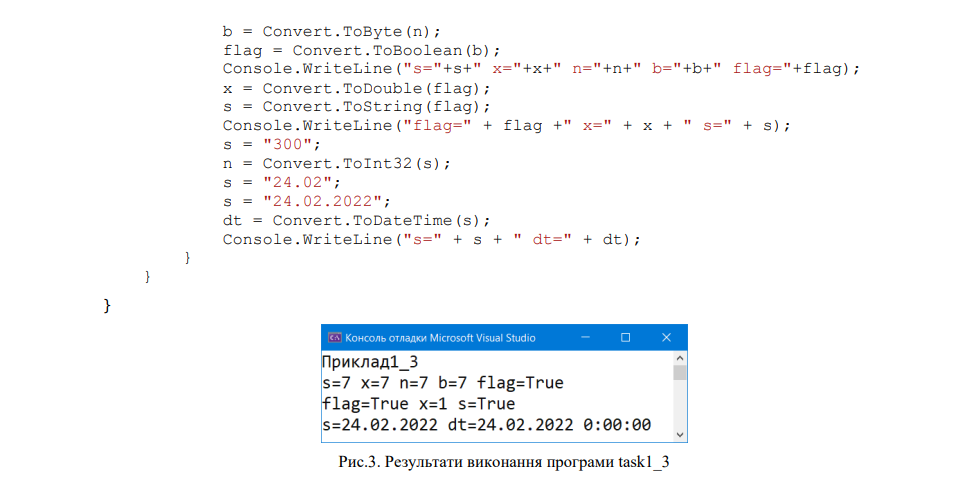 b = Convert.ToByte(n);
flag = Convert.ToBoolean(b);
Console.WriteLine("s="+s+" x="+x+" n="+n+" b="+b+" flag="+flag);
x = Convert.ToDouble(flag);
s = Convert.ToString(flag);
Console.WriteLine("flag=" + flag +" x=" + x + " s=" + s);
s = "300";
n = Convert.ToInt32(s);
s = "24.02";
s = "24.02.2022";
dt = Convert.ToDateTime(s);
Console.WriteLine("s=" + s + " dt=" + dt);
}
}
}
C:\ Консоль отладки Microsoft Visual Studio
Приклад1_3
s=7 x=7 n=7 b=7 flag=True
flag=True x=1 s=True
s=24.02.2022 dt=24.02.2022 0:00:00
Рис.3. Результати виконання програми task1_3